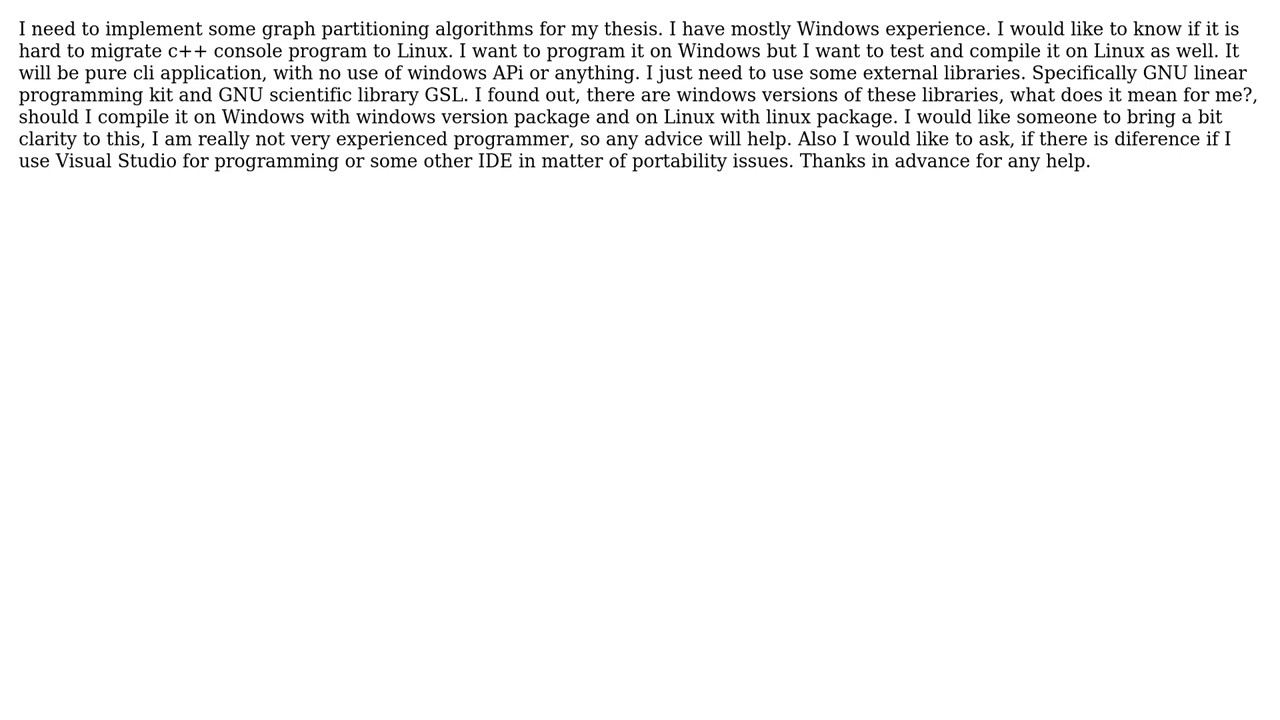 I need to implement some graph partitioning algorithms for my thesis. I have mostly Windows experience. I would like to know if it is
hard to migrate c++ console program to Linux. I want to program it on Windows but I want to test and compile it on Linux as well. It
will be pure cli application, with no use of windows APi or anything. I just need to use some external libraries. Specifically GNU linear
programming kit and GNU scientific library GSL. I found out, there are windows versions of these libraries, what does it mean for me?,
should I compile it on Windows with windows version package and on Linux with linux package. I would like someone to bring a bit
clarity to this, I am really not very experienced programmer, so any advice will help. Also I would like to ask, if there is diference if I
use Visual Studio for programming or some other IDE in matter of portability issues. Thanks in advance for any help.